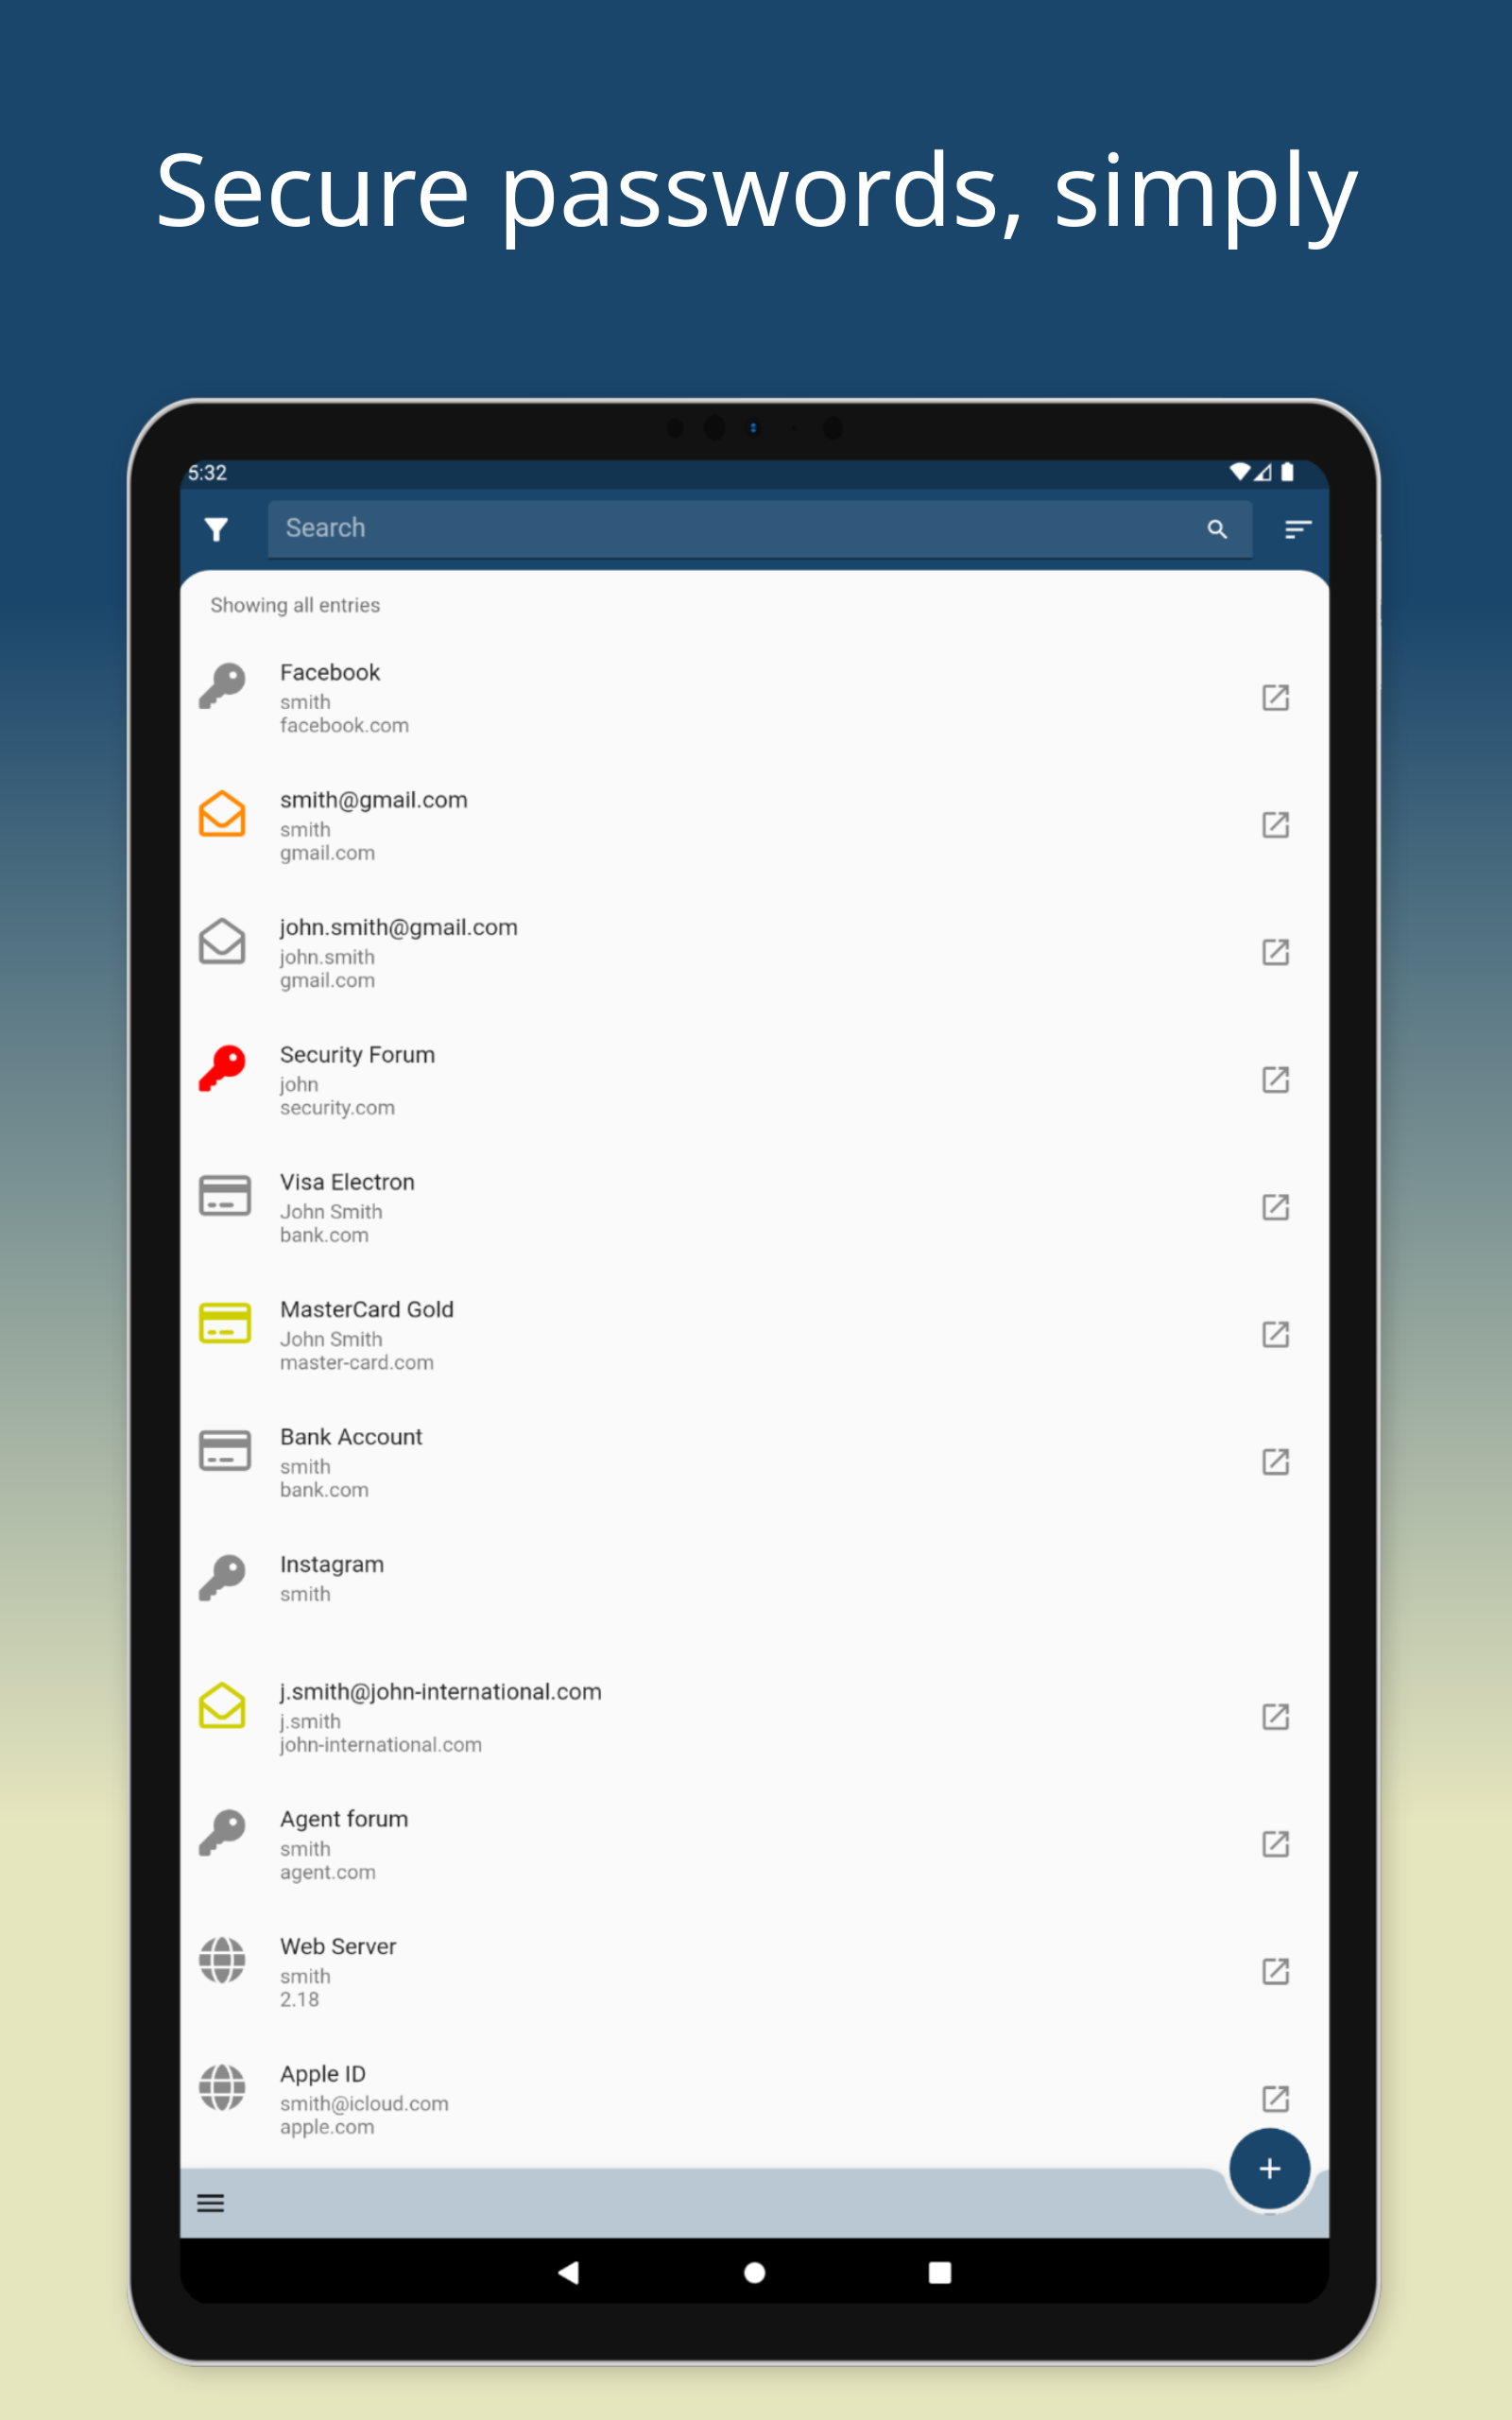 Secure passwords, simply
5:32
Search
Showing all entries
Facebook
smith
facebook.com
smith@gmail.com
smith
gmail.com
john.smith@gmail.com
john.smith
gmail.com
Security Forum
john
security.com
Visa Electron
John Smith
bank.com
MasterCard Gold
John Smith
master-card.com
Bank Account
smith
bank.com
Instagram
smith
j.smith@john-international.com
j.smith
john-international.com
Agent forum
smith
agent.com
Web Server
smith
2.18
Apple ID
smith@icloud.com
apple.com